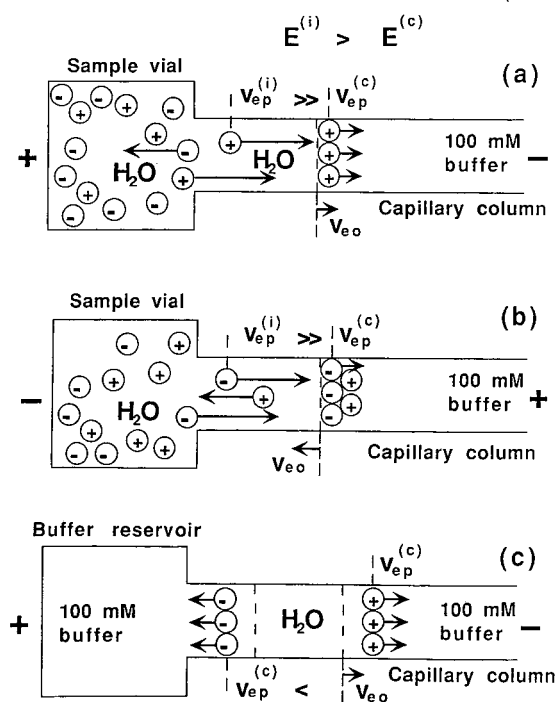 E(i) > E(c)
Sample vial
(a)
vep(i) >> vep(c)
+
H2O
H2O
100 mM
buffer
−
Capillary column
veo
Sample vial
(b)
vep(i) >> vep(c)
−
H2O
100 mM
buffer
+
veo
Capillary column
Buffer reservoir
(c)
vep(c)
+
100 mM
buffer
H2O
100 mM
buffer
−
vep(c) < veo
Capillary column